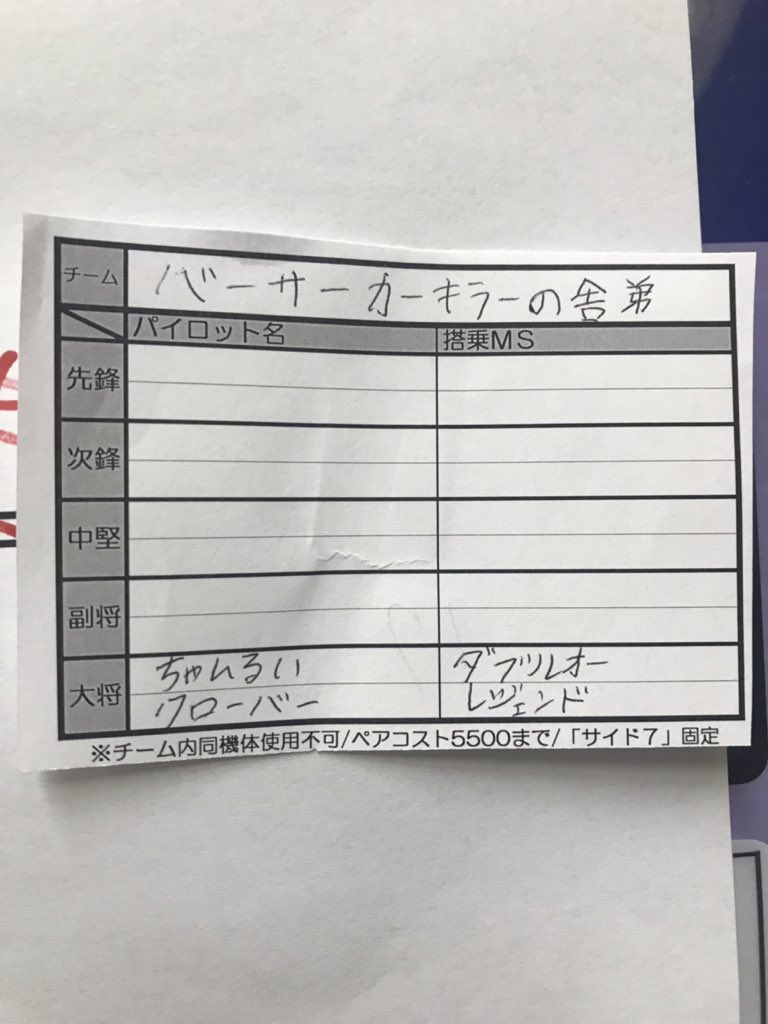 チーム バーサーカーキラーの舎弟
パイロット名 搭乗MS
先鋒
次鋒
中堅
副将
大将
ちゃんるい ダブルオー
クローバー レジェンド
※チーム内同機体使用不可/ペアコスト5500まで/「サイド7」固定